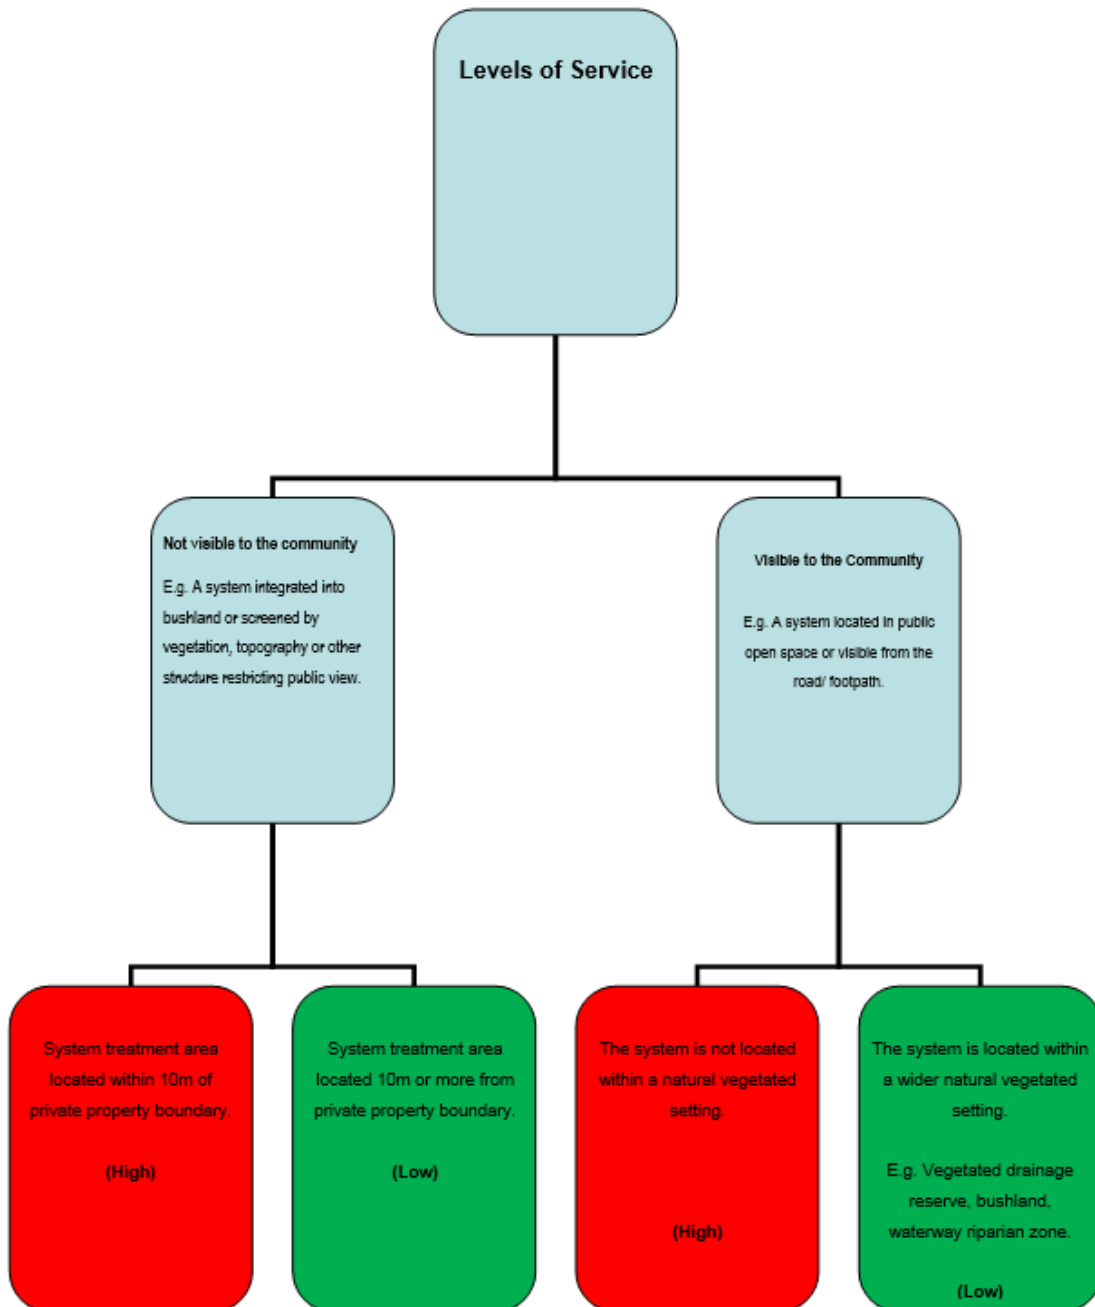 Levels of Service
Not visible to the community
E.g. A system integrated into
bushland or screened by
vegetation, topography or other
structure restricting public view.
Visible to the Community
E.g. A system located in public
open space or visible from the
road/ footpath.
System treatment area
located within 10m of
private property boundary.
(High)
System treatment area
located 10m or more from
private property boundary.
(Low)
The system is not located
within a natural vegetated
setting.
(High)
The system is located within
a wider natural vegetated
setting.
E.g. Vegetated drainage
reserve, bushland,
waterway riparian zone.
(Low)